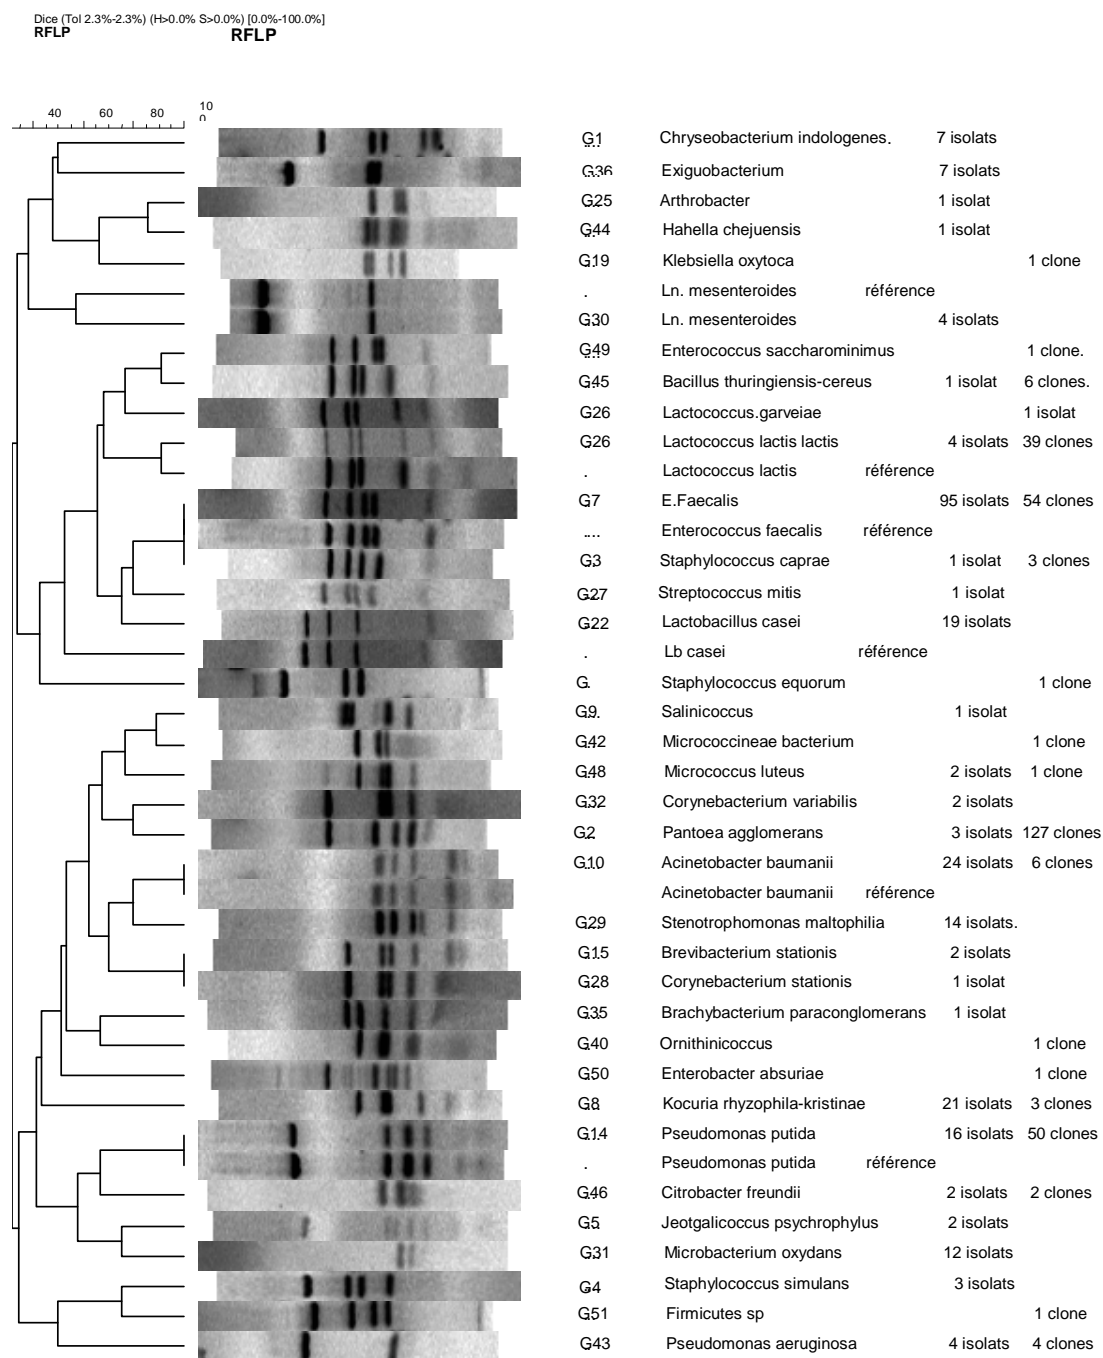 Dice (Tol 2.3%-2.3%) (H>0.0% S>0.0%) [0.0%-100.0%]
RFLP RFLP
40 60 80 100
G1 Chryseobacterium indologenes. 7 isolats
G36 Exiguobacterium 7 isolats
G25 Arthrobacter 1 isolat
G44 Hahella chejuensis 1 isolat
G19 Klebsiella oxytoca 1 clone
. Ln. mesenteroides référence
G30 Ln. mesenteroides 4 isolats
G49 Enterococcus saccharominimus 1 clone.
G45 Bacillus thuringiensis-cereus 1 isolat 6 clones.
G26 Lactococcus.garveiae 1 isolat
G26 Lactococcus lactis lactis 4 isolats 39 clones
. Lactococcus lactis référence
G7 E.Faecalis 95 isolats 54 clones
.... Enterococcus faecalis référence
G3 Staphylococcus caprae 1 isolat 3 clones
G27 Streptococcus mitis 1 isolat
G22 Lactobacillus casei 19 isolats
. Lb casei référence
G. Staphylococcus equorum 1 clone
G9. Salinicoccus 1 isolat
G42 Micrococcineae bacterium 1 clone
G48 Micrococcus luteus 2 isolats 1 clone
G32 Corynebacterium variabilis 2 isolats
G2 Pantoea agglomerans 3 isolats 127 clones
G10 Acinetobacter baumanii 24 isolats 6 clones
Acinetobacter baumanii référence
G29 Stenotrophomonas maltophilia 14 isolats.
G15 Brevibacterium stationis 2 isolats
G28 Corynebacterium stationis 1 isolat
G35 Brachybacterium paraconglomerans 1 isolat
G40 Ornithinicoccus 1 clone
G50 Enterobacter absuriae 1 clone
G8 Kocuria rhyzophila-kristinae 21 isolats 3 clones
G14 Pseudomonas putida 16 isolats 50 clones
. Pseudomonas putida référence
G46 Citrobacter freundii 2 isolats 2 clones
G5 Jeotgalicoccus psychrophylus 2 isolats
G31 Microbacterium oxydans 12 isolats
G4 Staphylococcus simulans 3 isolats
G51 Firmicutes sp 1 clone
G43 Pseudomonas aeruginosa 4 isolats 4 clones